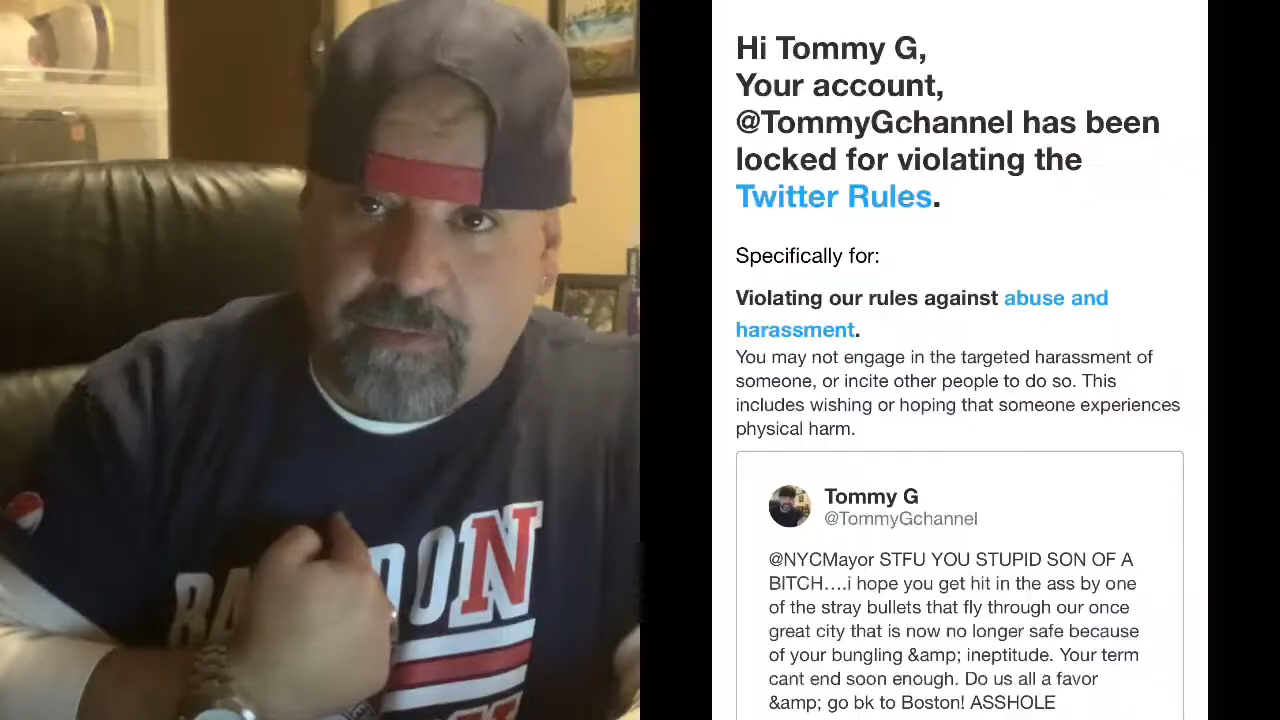 Hi Tommy G,
Your account,
@TommyGchannel has been
locked for violating the
Twitter Rules.
Specifically for:
Violating our rules against abuse and
harassment.
You may not engage in the targeted harassment of
someone, or incite other people to do so. This
includes wishing or hoping that someone experiences
physical harm.
Tommy G
@TommyGchannel
@NYCMayor STFU YOU STUPID SON OF A
BITCH….i hope you get hit in the ass by one
of the stray bullets that fly through our once
great city that is now no longer safe because
of your bungling &amp; ineptitude. Your term
cant end soon enough. Do us all a favor
&amp; go bk to Boston! ASSHOLE